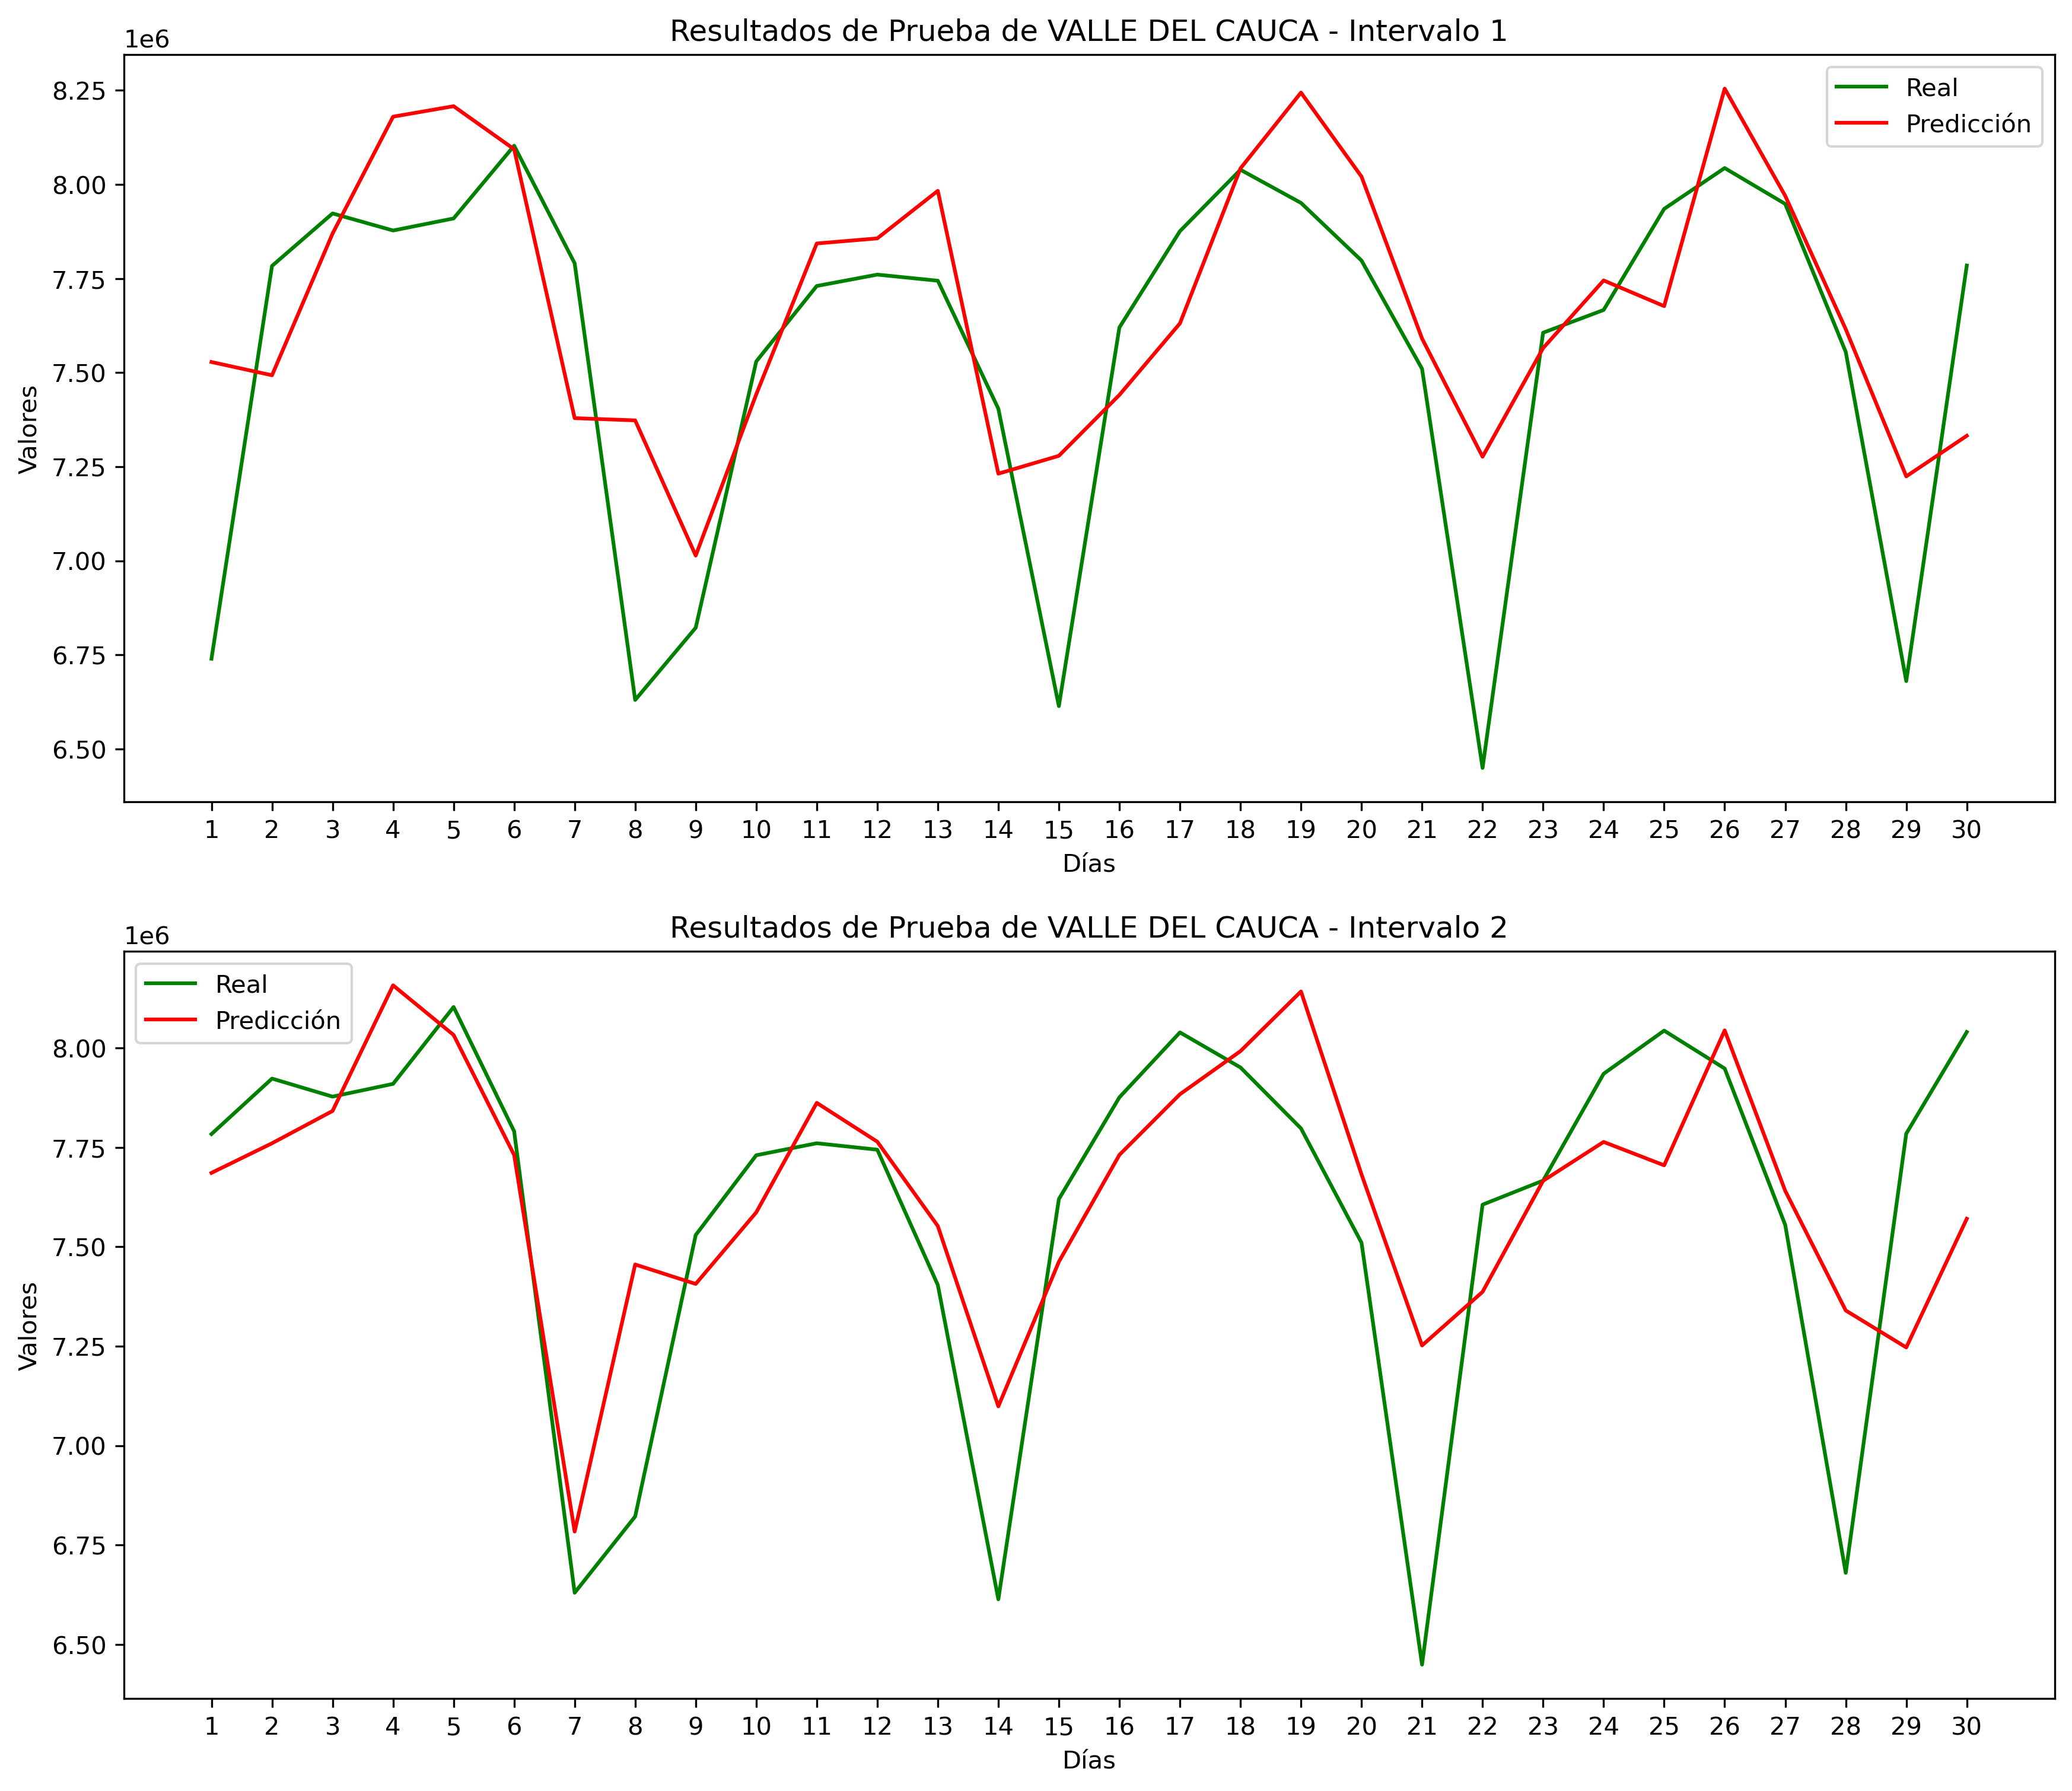 Resultados de Prueba de VALLE DEL CAUCA - Intervalo 1
1e6
8.25
8.00
7.75
7.50
7.25
7.00
6.75
6.50
Valores
Real
Predicción
1 2 3 4 5 6 7 8 9 10 11 12 13 14 15 16 17 18 19 20 21 22 23 24 25 26 27 28 29 30
Días
Resultados de Prueba de VALLE DEL CAUCA - Intervalo 2
1e6
Real
Predicción
8.00
7.75
7.50
7.25
7.00
6.75
6.50
Valores
1 2 3 4 5 6 7 8 9 10 11 12 13 14 15 16 17 18 19 20 21 22 23 24 25 26 27 28 29 30
Días